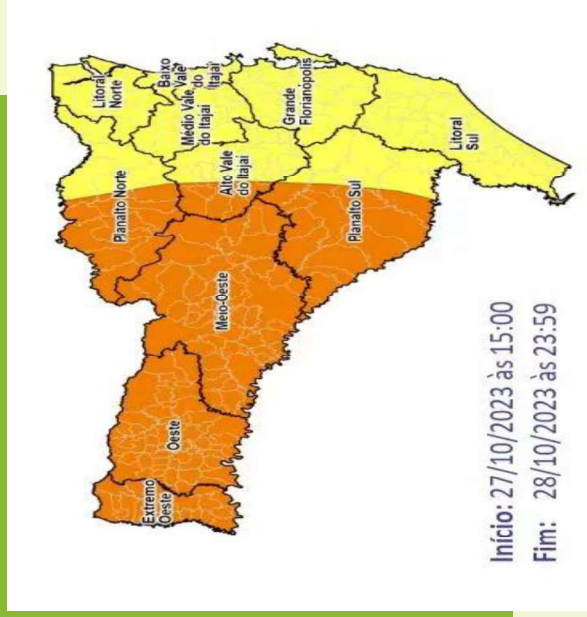 Extremo
Oeste
Oeste
Meio-Oeste
Planalto Norte
Alto Vale
do Itajaí
Planalto Sul
Litoral
Norte
Médio Vale
do Itajaí
Baixo
Vale
do
Itajaí
Grande
Florianópolis
Litoral
Sul
Início: 27/10/2023 às 15:00
Fim: 28/10/2023 às 23:59